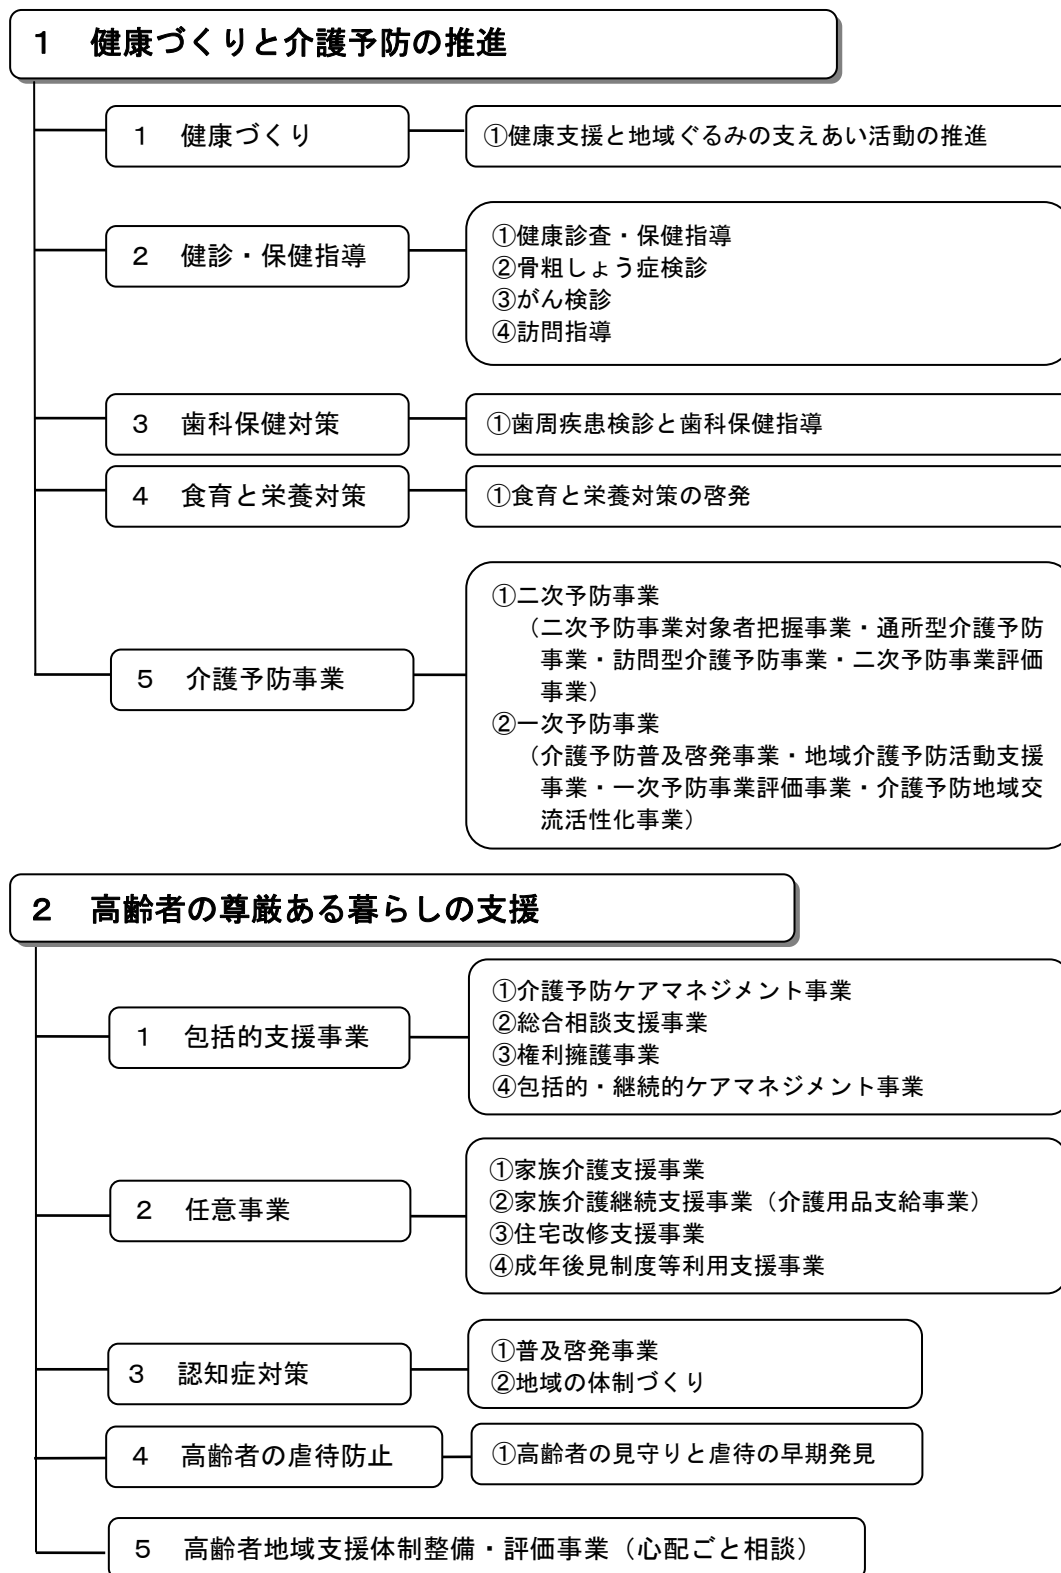 １　健康づくりと介護予防の推進
１　健康づくり
①健康支援と地域ぐるみの支えあい活動の推進
２　健診・保健指導
①健康診査・保健指導
②骨粗しょう症検診
③がん検診
④訪問指導
３　歯科保健対策
①歯周疾患検診と歯科保健指導
４　食育と栄養対策
①食育と栄養対策の啓発
５　介護予防事業
①二次予防事業
（二次予防事業対象者把握事業・通所型介護予防
事業・訪問型介護予防事業・二次予防事業評価
事業）
②一次予防事業
（介護予防普及啓発事業・地域介護予防活動支援
事業・一次予防事業評価事業・介護予防地域交
流活性化事業）
２　高齢者の尊厳ある暮らしの支援
１　包括的支援事業
①介護予防ケアマネジメント事業
②総合相談支援事業
③権利擁護事業
④包括的・継続的ケアマネジメント事業
２　任意事業
①家族介護支援事業
②家族介護継続支援事業（介護用品支給事業）
③住宅改修支援事業
④成年後見制度等利用支援事業
３　認知症対策
①普及啓発事業
②地域の体制づくり
４　高齢者の虐待防止
①高齢者の見守りと虐待の早期発見
５　高齢者地域支援体制整備・評価事業（心配ごと相談）